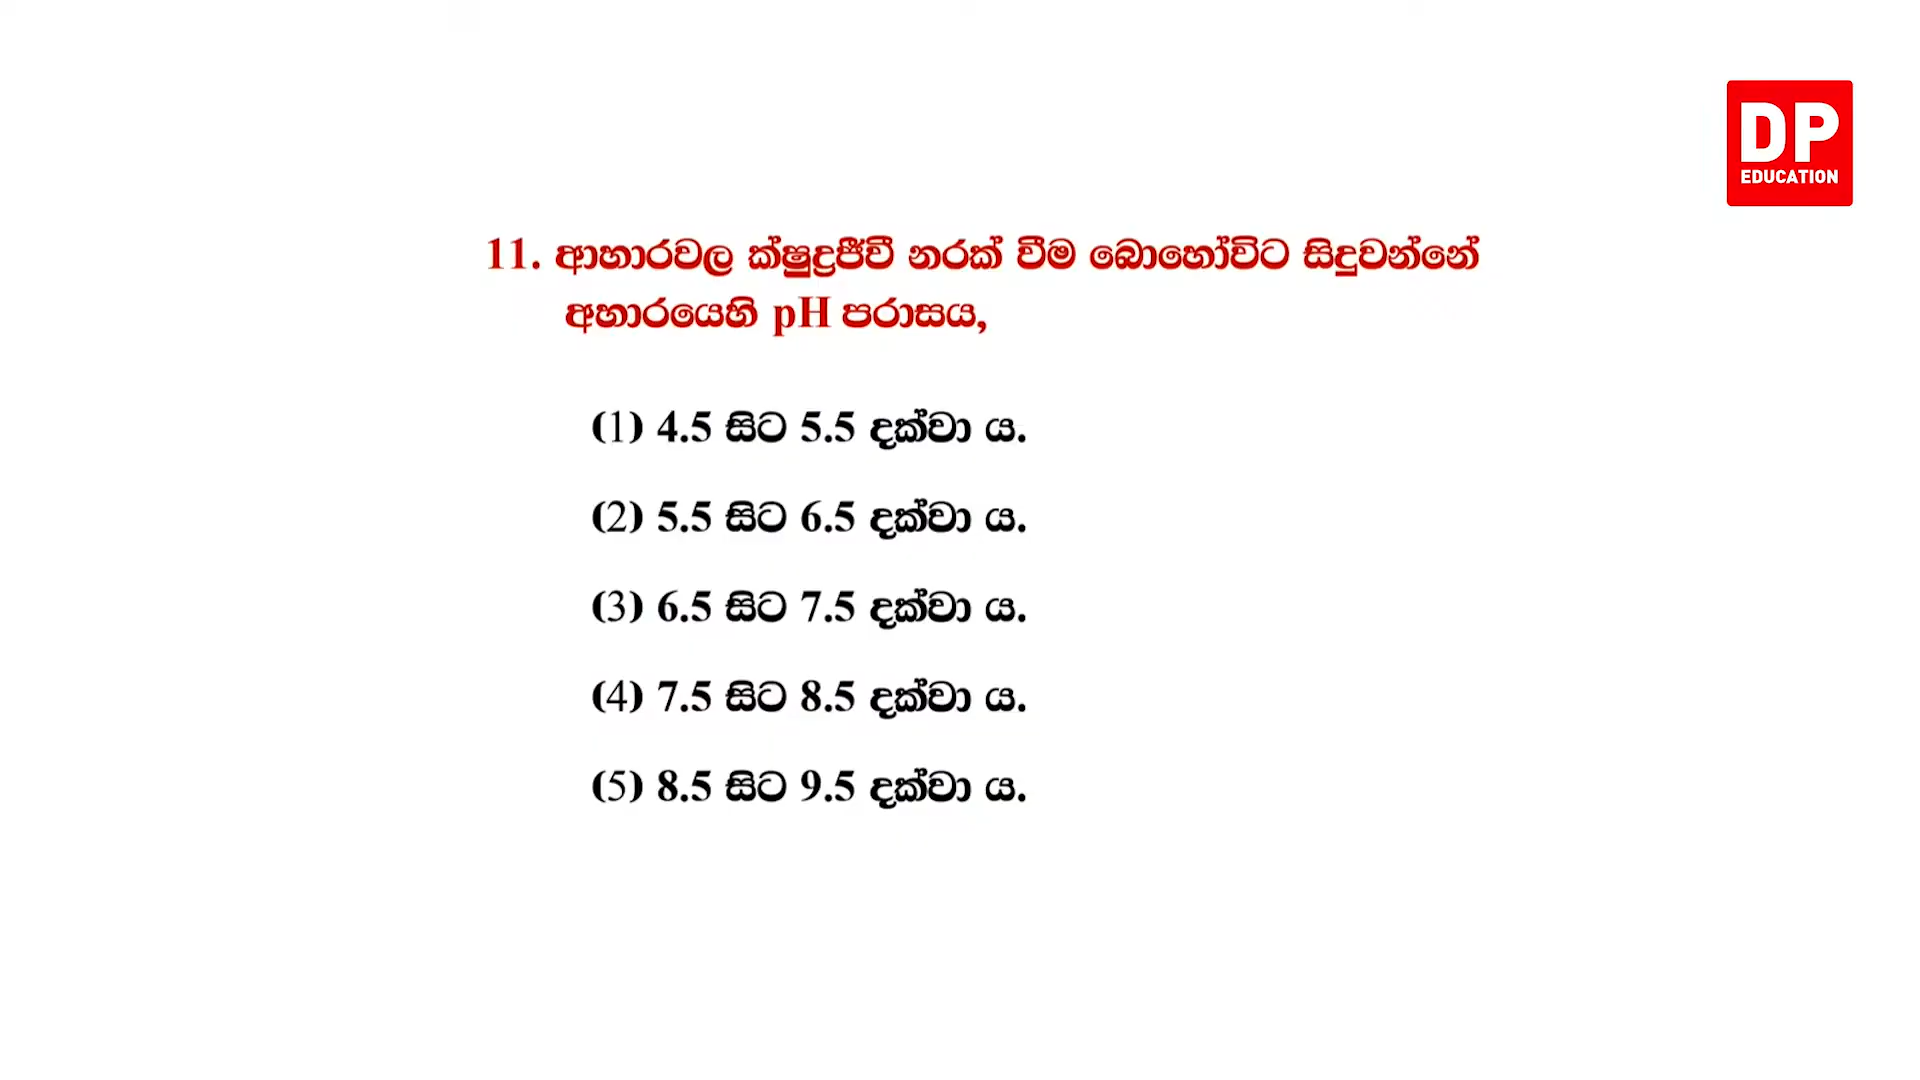 DP
EDUCATION
11. ආහාරවල ක්ෂුද්‍රජීවී නරක් වීම බොහෝවිට සිදුවන්නේ
අහාරයෙහි pH පරාසය,
(1) 4.5 සිට 5.5 දක්වා ය.
(2) 5.5 සිට 6.5 දක්වා ය.
(3) 6.5 සිට 7.5 දක්වා ය.
(4) 7.5 සිට 8.5 දක්වා ය.
(5) 8.5 සිට 9.5 දක්වා ය.